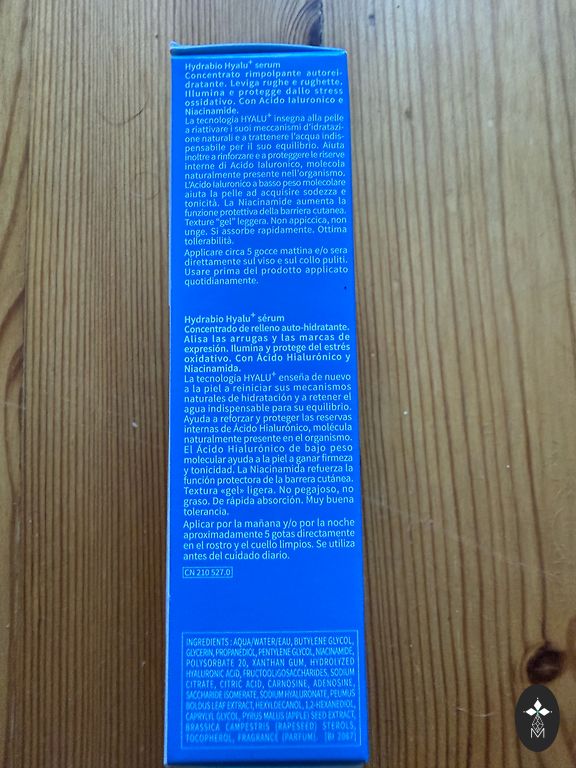 Hydrabio Hyalu⁺ serum
Concentrato rimpolpante autorei-
dratante. Leviga rughe e rughette.
Illumina e protegge dallo stress
ossidativo. Con Acido Ialuronico e
Niacinamide.
La tecnologia HYALU⁺ insegna alla pelle
a riattivare i suoi meccanismi d'idratazio-
ne naturali e a trattenere l'acqua indis-
pensabile per il suo equilibrio. Aiuta
inoltre a rinforzare e a proteggere le riserve
interne di Acido Ialuronico, molecola
naturalmente presente nell'organismo.
L'Acido Ialuronico a basso peso molecolare
aiuta la pelle ad acquisire sodezza e
tonicità. La Niacinamide aumenta la
funzione protettiva della barriera cutanea.
Texture "gel" leggera. Non appiccica, non
unge. Si assorbe rapidamente. Ottima
tollerabilità.
Applicare circa 5 gocce mattina e/o sera
direttamente sul viso e sul collo puliti.
Usare prima del prodotto applicato
quotidianamente.
Hydrabio Hyalu⁺ sérum
Concentrado de relleno auto-hidratante.
Alisa las arrugas y las marcas de
expresión. Ilumina y protege del estrés
oxidativo. Con Ácido Hialurónico y
Niacinamida.
La tecnología HYALU⁺ enseña de nuevo
a la piel a reiniciar sus mecanismos
naturales de hidratación y a retener el
agua indispensable para su equilibrio.
Ayuda a reforzar y proteger las reservas
internas de Ácido Hialurónico, molécula
naturalmente presente en el organismo.
El Ácido Hialurónico de bajo peso
molecular ayuda a la piel a ganar firmeza
y tonicidad. La Niacinamida refuerza la
función protectora de la barrera cutánea.
Textura «gel» ligera. No pegajoso, no
graso. De rápida absorción. Muy buena
tolerancia.
Aplicar por la mañana y/o por la noche
aproximadamente 5 gotas directamente
en el rostro y el cuello limpios. Se utiliza
antes del cuidado diario.
CN 210 527.0
INGREDIENTS : AQUA/WATER/EAU, BUTYLENE GLYCOL,
GLYCERIN, PROPANEDIOL, PENTYLENE GLYCOL, NIACINAMIDE,
POLYSORBATE 20, XANTHAN GUM, HYDROLYZED
HYALURONIC ACID, FRUCTOOLIGOSACCHARIDES, SODIUM
CITRATE, CITRIC ACID, CARNOSINE, ADENOSINE,
SACCHARIDE ISOMERATE, SODIUM HYALURONATE, PEUMUS
BOLDUS LEAF EXTRACT, HEXYLDECANOL, 1,2-HEXANEDIOL,
CAPRYLYL GLYCOL, PYRUS MALUS (APPLE) SEED EXTRACT,
BRASSICA CAMPESTRIS (RAPESEED) STEROLS,
TOCOPHEROL, FRAGRANCE (PARFUM). [BI 2067]